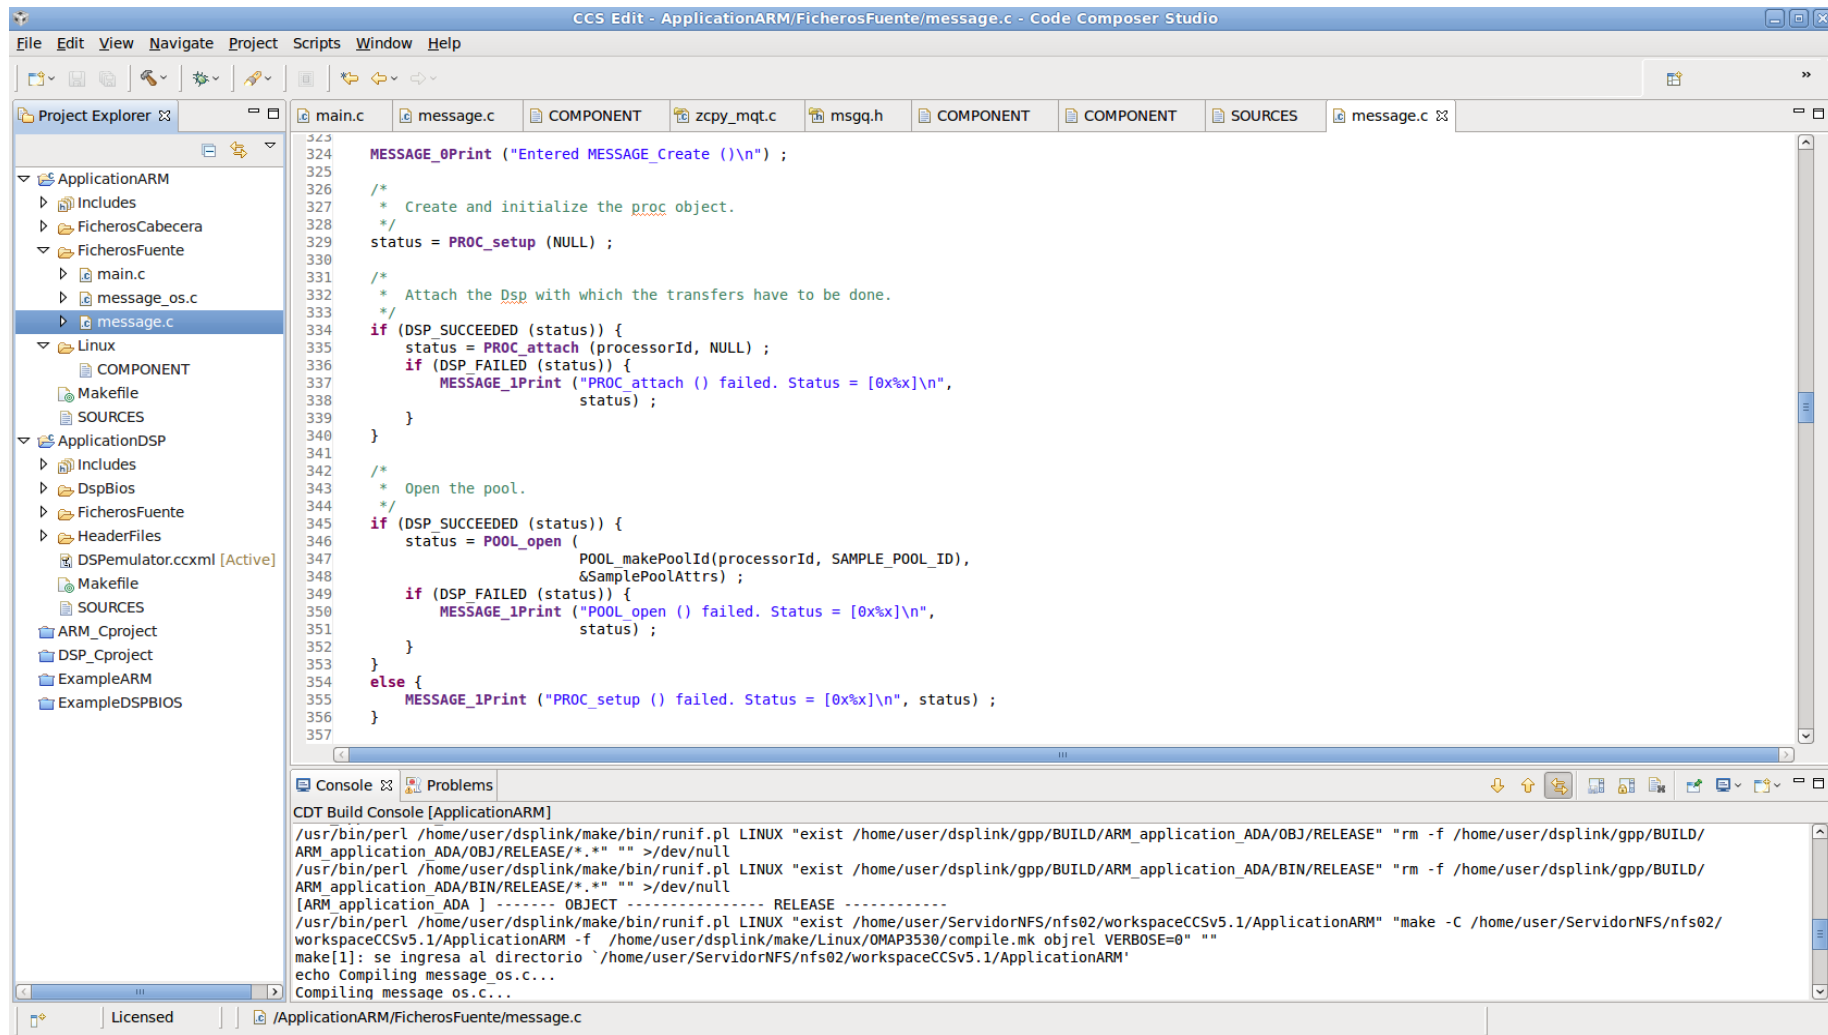 CCS Edit - ApplicationARM/FicherosFuente/message.c - Code Composer Studio
File Edit View Navigate Project Scripts Window Help
Project Explorer
main.c message.c COMPONENT zcpy_mqt.c msgq.h COMPONENT COMPONENT SOURCES message.c
ApplicationARM
Includes
FicherosCabecera
FicherosFuente
main.c
message_os.c
message.c
Linux
COMPONENT
Makefile
SOURCES
ApplicationDSP
Includes
DspBios
FicherosFuente
HeaderFiles
DSPemulator.ccxml [Active]
Makefile
SOURCES
ARM_Cproject
DSP_Cproject
ExampleARM
ExampleDSPBIOS
323
324 MESSAGE_0Print ("Entered MESSAGE_Create ()\n") ;
325
326 /*
327 * Create and initialize the proc object.
328 */
329 status = PROC_setup (NULL) ;
330
331 /*
332 * Attach the Dsp with which the transfers have to be done.
333 */
334 if (DSP_SUCCEEDED (status)) {
335 status = PROC_attach (processorId, NULL) ;
336 if (DSP_FAILED (status)) {
337 MESSAGE_1Print ("PROC_attach () failed. Status = [0x%x]\n",
338 status) ;
339 }
340 }
341
342 /*
343 * Open the pool.
344 */
345 if (DSP_SUCCEEDED (status)) {
346 status = POOL_open (
347 POOL_makePoolId(processorId, SAMPLE_POOL_ID),
348 &SamplePoolAttrs) ;
349 if (DSP_FAILED (status)) {
350 MESSAGE_1Print ("POOL_open () failed. Status = [0x%x]\n",
351 status) ;
352 }
353 }
354 else {
355 MESSAGE_1Print ("PROC_setup () failed. Status = [0x%x]\n", status) ;
356 }
357
Console Problems
CDT Build Console [ApplicationARM]
/usr/bin/perl /home/user/dsplink/make/bin/runif.pl LINUX "exist /home/user/dsplink/gpp/BUILD/ARM_application_ADA/OBJ/RELEASE" "rm -f /home/user/dsplink/gpp/BUILD/
ARM_application_ADA/OBJ/RELEASE/*.*" "" >/dev/null
/usr/bin/perl /home/user/dsplink/make/bin/runif.pl LINUX "exist /home/user/dsplink/gpp/BUILD/ARM_application_ADA/BIN/RELEASE" "rm -f /home/user/dsplink/gpp/BUILD/
ARM_application_ADA/BIN/RELEASE/*.*" "" >/dev/null
[ARM_application_ADA ] ------- OBJECT ---------------- RELEASE ------------
/usr/bin/perl /home/user/dsplink/make/bin/runif.pl LINUX "exist /home/user/ServidorNFS/nfs02/workspaceCCSv5.1/ApplicationARM" "make -C /home/user/ServidorNFS/nfs02/
workspaceCCSv5.1/ApplicationARM -f  /home/user/dsplink/make/Linux/OMAP3530/compile.mk objrel VERBOSE=0" ""
make[1]: se ingresa al directorio `/home/user/ServidorNFS/nfs02/workspaceCCSv5.1/ApplicationARM'
echo Compiling message_os.c...
Compiling message_os.c...
Licensed /ApplicationARM/FicherosFuente/message.c